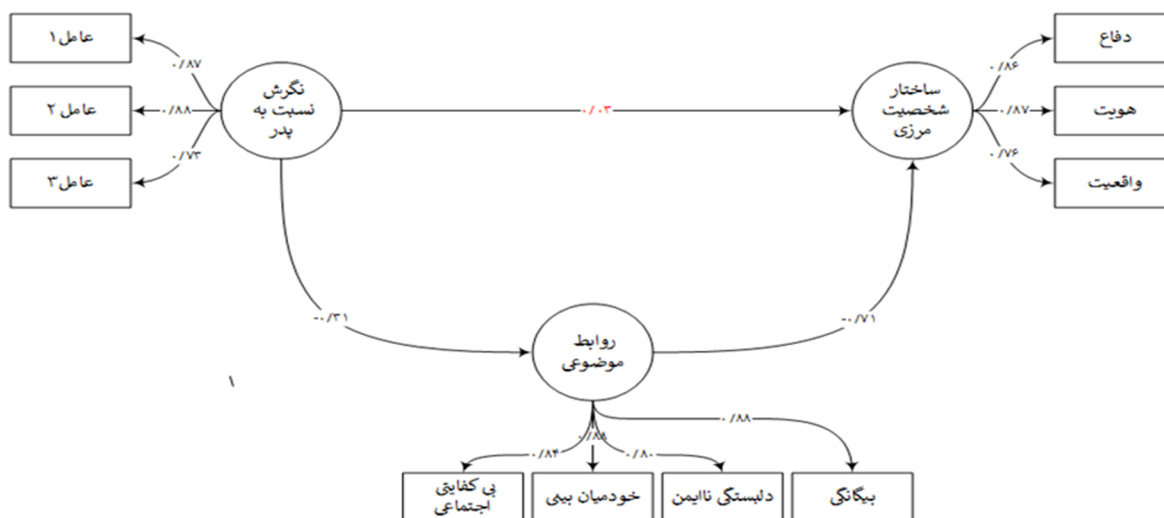 عامل۱
عامل ۲
عامل۳
۰/۸۷
۰/۸۸
۰/۷۳
نگرش
نسبت به
پدر
۰/۰۳
ساختار
شخصیت
مرزی
۰/۸۶
۰/۸۷
۰/۷۶
دفاع
هویت
واقعیت
-۰/۳۱
-۰/۷۱
روابط
موضوعی
۱
۰/۸۴
۰/۸۸
۰/۸۰
۰/۸۸
بی کفایتی
اجتماعی
خودمیان بینی
دلبستگی ناایمن
بیگانگی